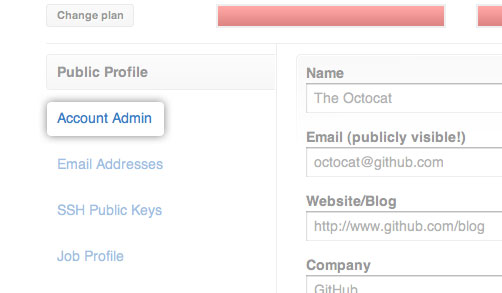 Change plan
Public Profile
Account Admin
Email Addresses
SSH Public Keys
Job Profile
Name
The Octocat
Email (publicly visible!)
octocat@github.com
Website/Blog
http://www.github.com/blog
Company
GitHub